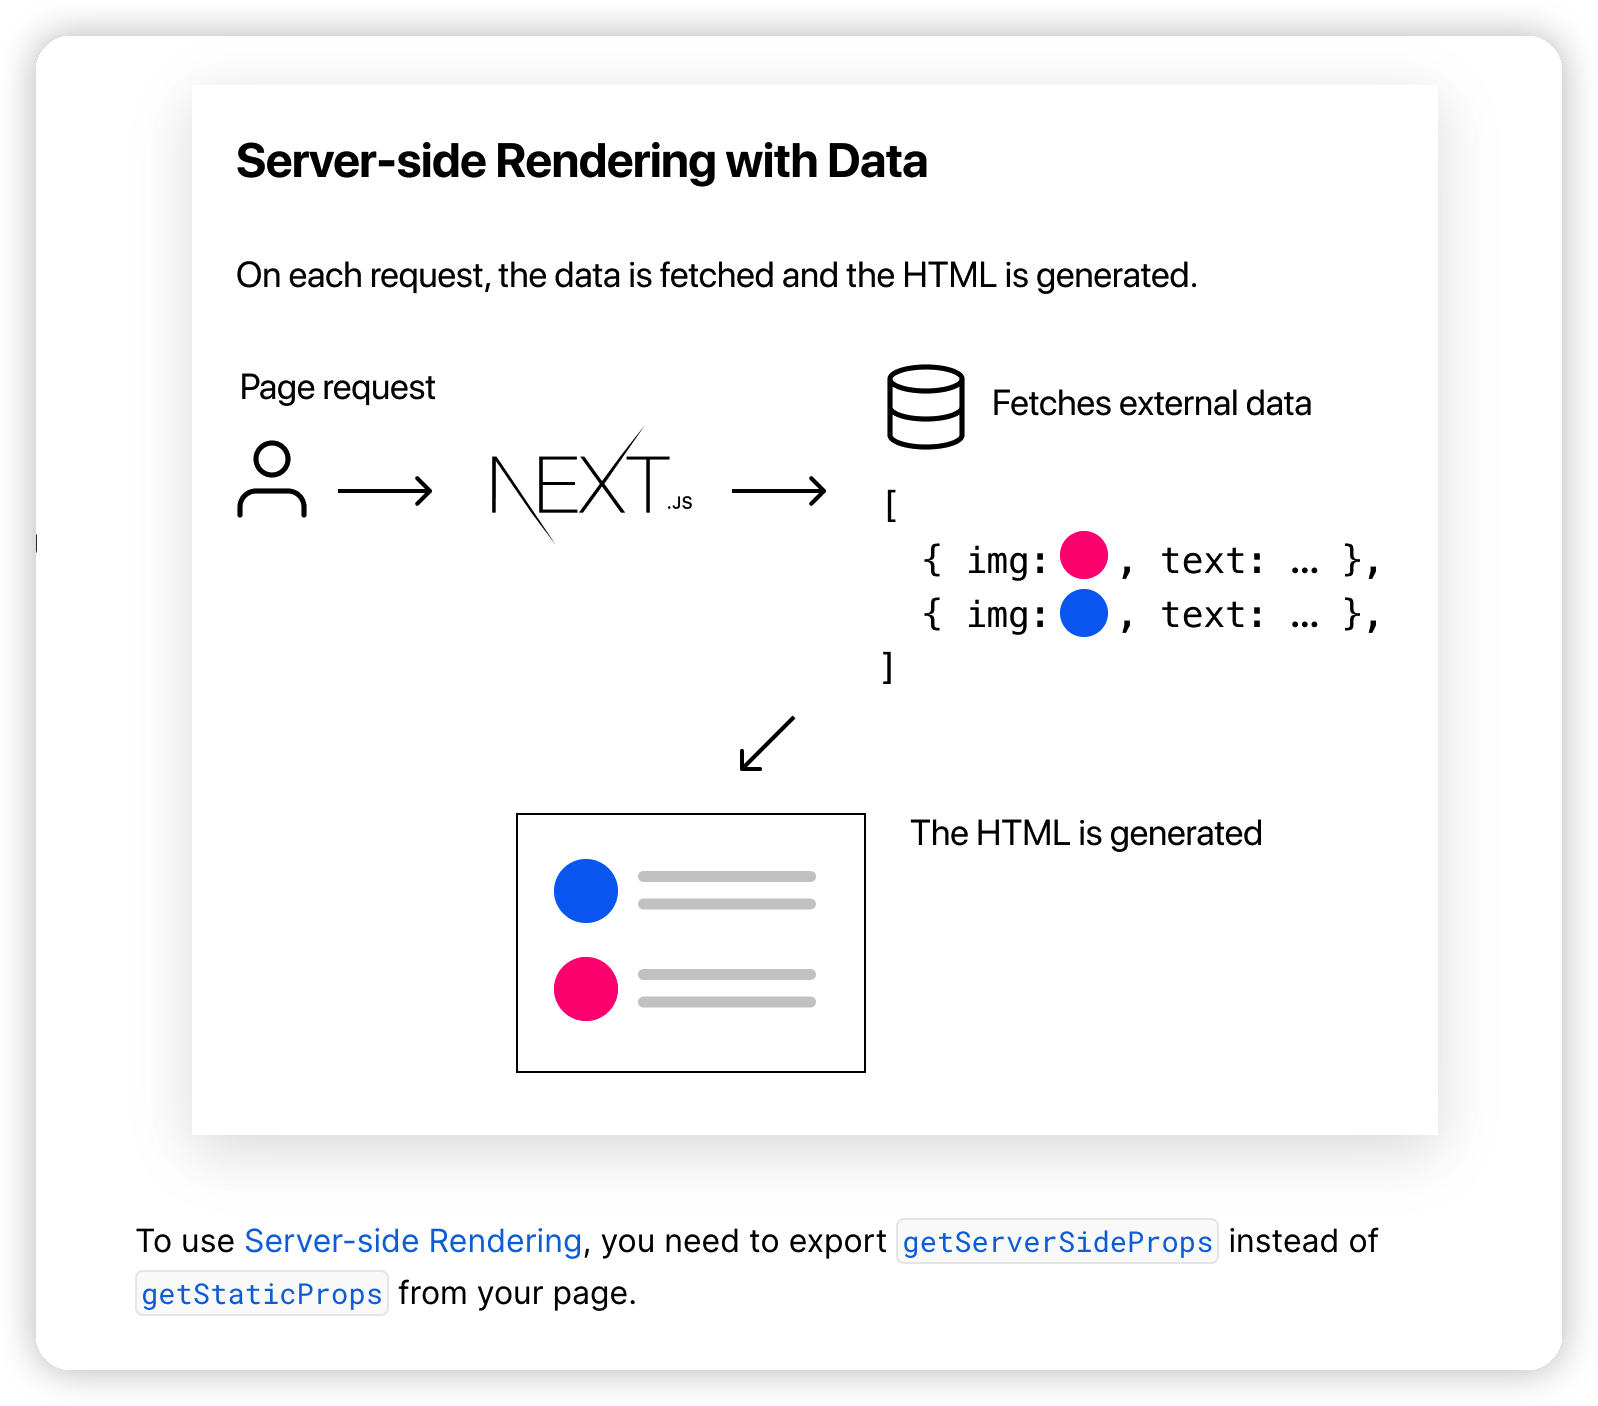 Server-side Rendering with Data
On each request, the data is fetched and the HTML is generated.
Page request
NEXT.JS
Fetches external data
[
{ img: , text: … },
{ img: , text: … },
]
The HTML is generated
To use Server-side Rendering, you need to export getServerSideProps instead of
getStaticProps from your page.